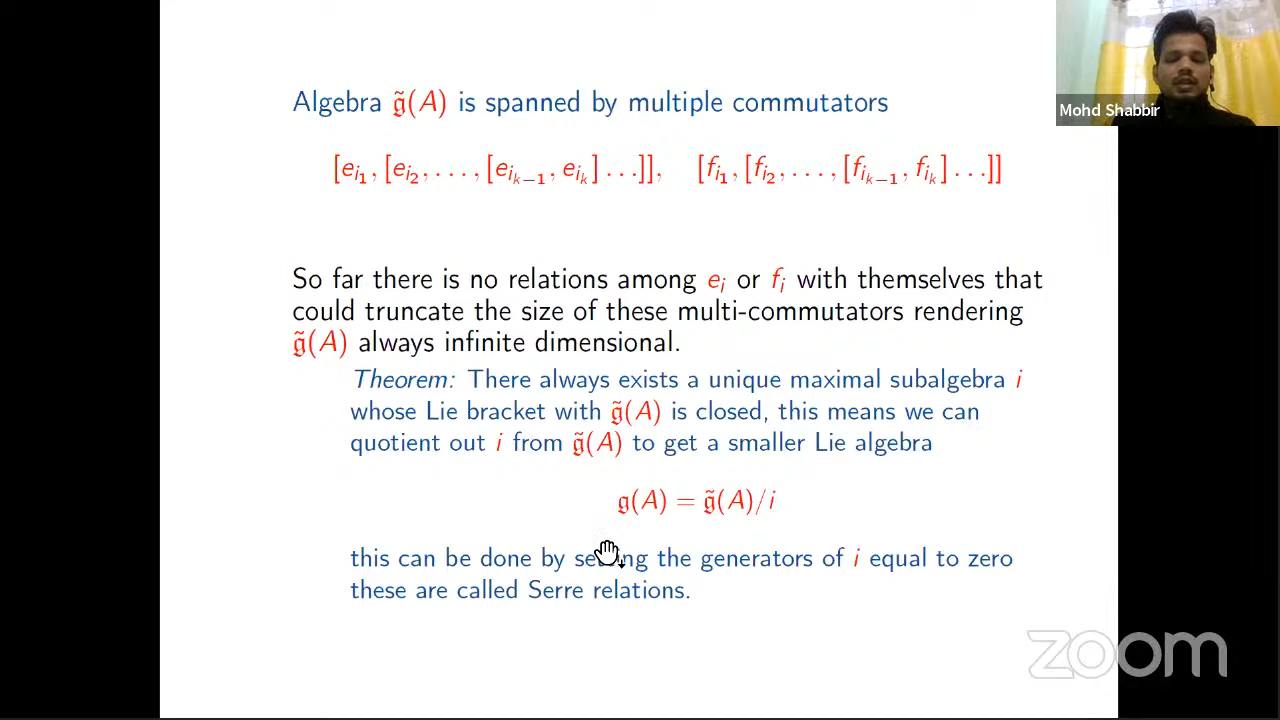 Algebra g̃(A) is spanned by multiple commutators
[e_{i_1}, [e_{i_2}, . . . , [e_{i_{k−1}}, e_{i_k}] . . .]], [f_{i_1}, [f_{i_2}, . . . , [f_{i_{k−1}}, f_{i_k}] . . .]]
So far there is no relations among e_i or f_i with themselves that
could truncate the size of these multi-commutators rendering
g̃(A) always infinite dimensional.
Theorem: There always exists a unique maximal subalgebra i
whose Lie bracket with g̃(A) is closed, this means we can
quotient out i from g̃(A) to get a smaller Lie algebra
g(A) = g̃(A)/i
this can be done by setting the generators of i equal to zero
these are called Serre relations.
Mohd Shabbir
zoom